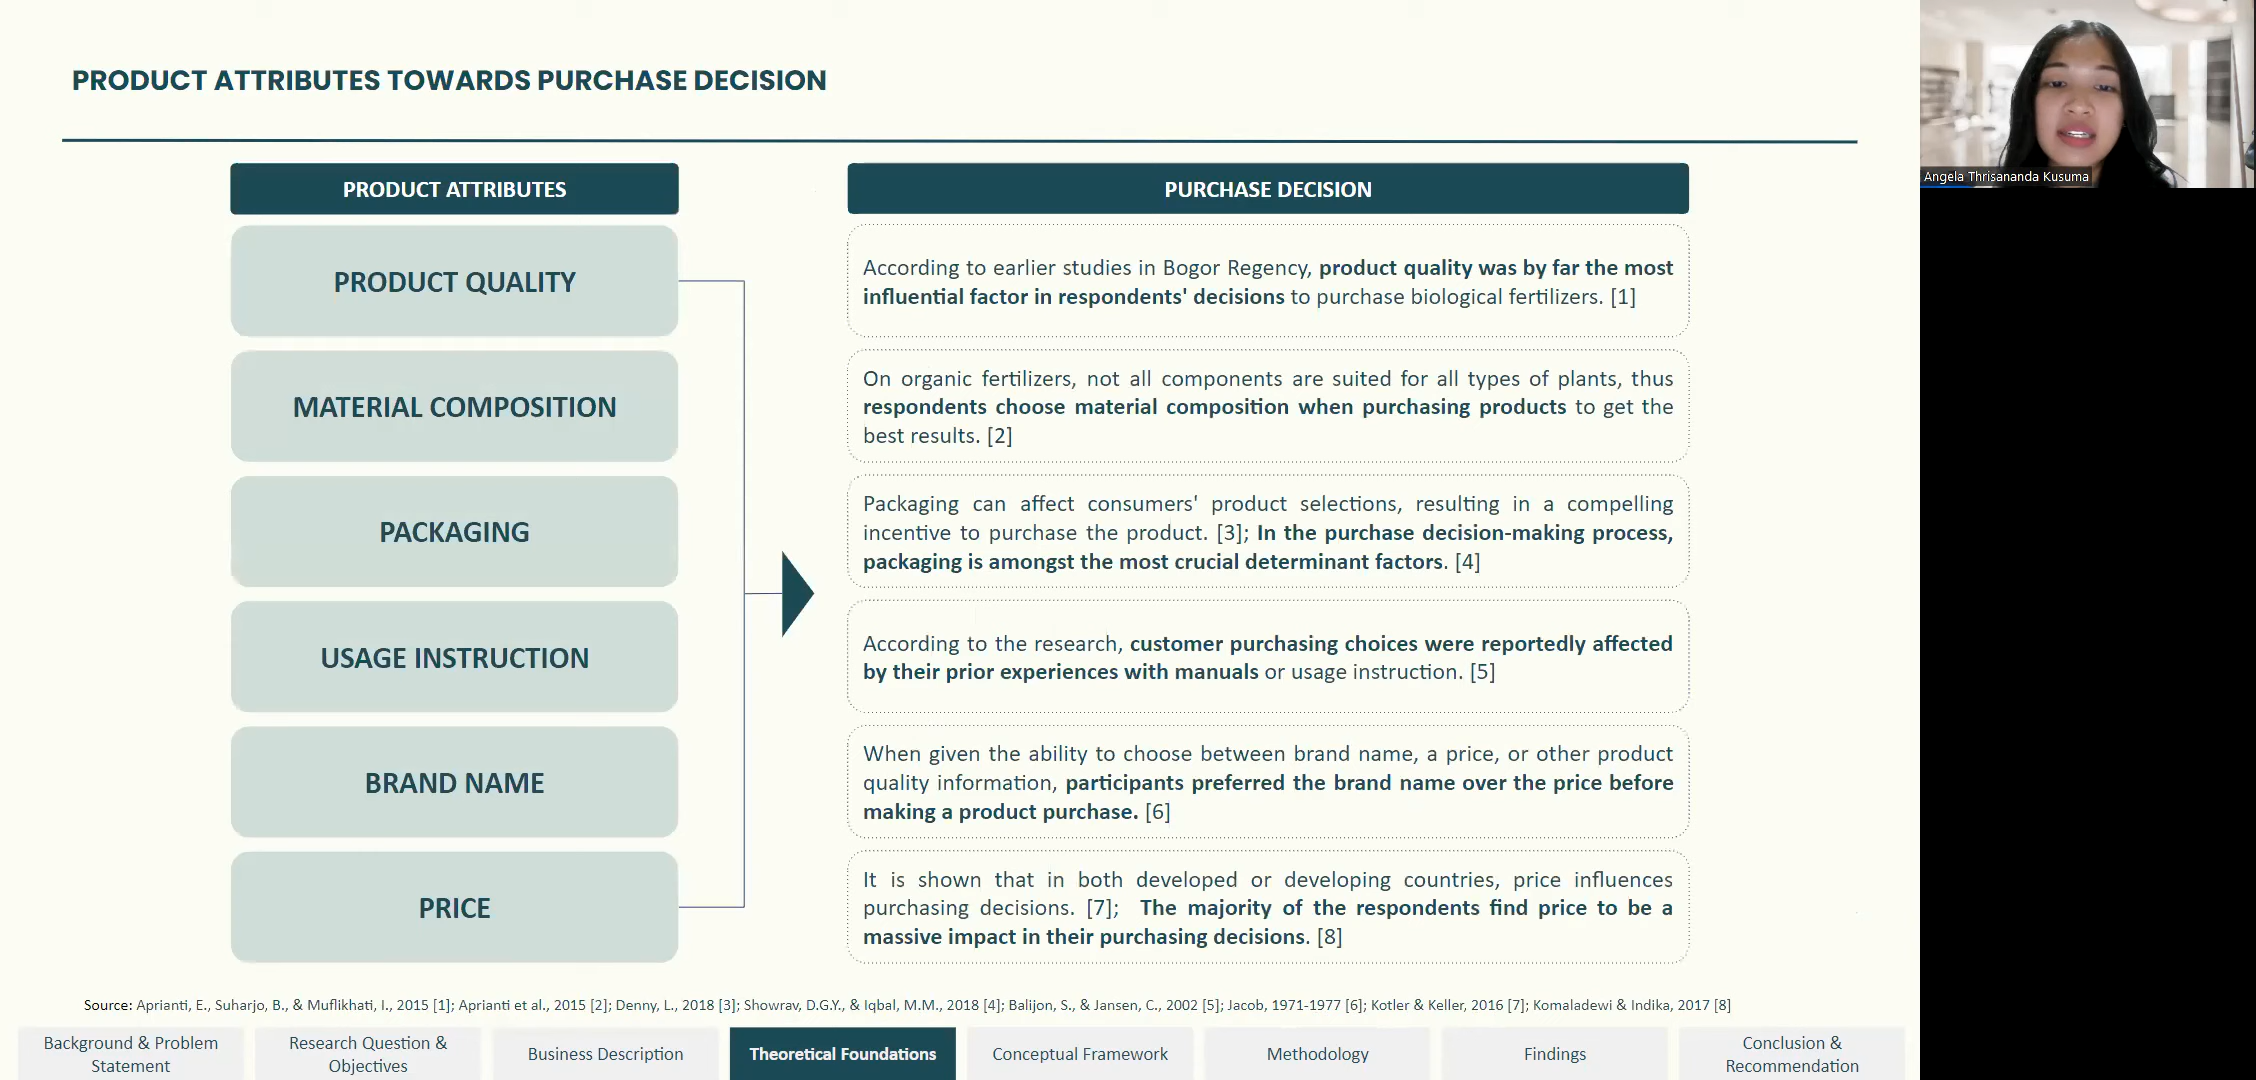 PRODUCT ATTRIBUTES TOWARDS PURCHASE DECISION
Angela Thrisananda Kusuma
PRODUCT ATTRIBUTES
PURCHASE DECISION
PRODUCT QUALITY
According to earlier studies in Bogor Regency, product quality was by far the most
influential factor in respondents' decisions to purchase biological fertilizers. [1]
MATERIAL COMPOSITION
On organic fertilizers, not all components are suited for all types of plants, thus
respondents choose material composition when purchasing products to get the
best results. [2]
PACKAGING
Packaging can affect consumers' product selections, resulting in a compelling
incentive to purchase the product. [3]; In the purchase decision-making process,
packaging is amongst the most crucial determinant factors. [4]
USAGE INSTRUCTION
According to the research, customer purchasing choices were reportedly affected
by their prior experiences with manuals or usage instruction. [5]
BRAND NAME
When given the ability to choose between brand name, a price, or other product
quality information, participants preferred the brand name over the price before
making a product purchase. [6]
PRICE
It is shown that in both developed or developing countries, price influences
purchasing decisions. [7]; The majority of the respondents find price to be a
massive impact in their purchasing decisions. [8]
Source: Aprianti, E., Suharjo, B., & Muflikhati, I., 2015 [1]; Aprianti et al., 2015 [2]; Denny, L., 2018 [3]; Showrav, D.G.Y., & Iqbal, M.M., 2018 [4]; Balijon, S., & Jansen, C., 2002 [5]; Jacob, 1971-1977 [6]; Kotler & Keller, 2016 [7]; Komaladewi & Indika, 2017 [8]
Background & Problem
Statement
Research Question &
Objectives
Business Description
Theoretical Foundations
Conceptual Framework
Methodology
Findings
Conclusion &
Recommendation